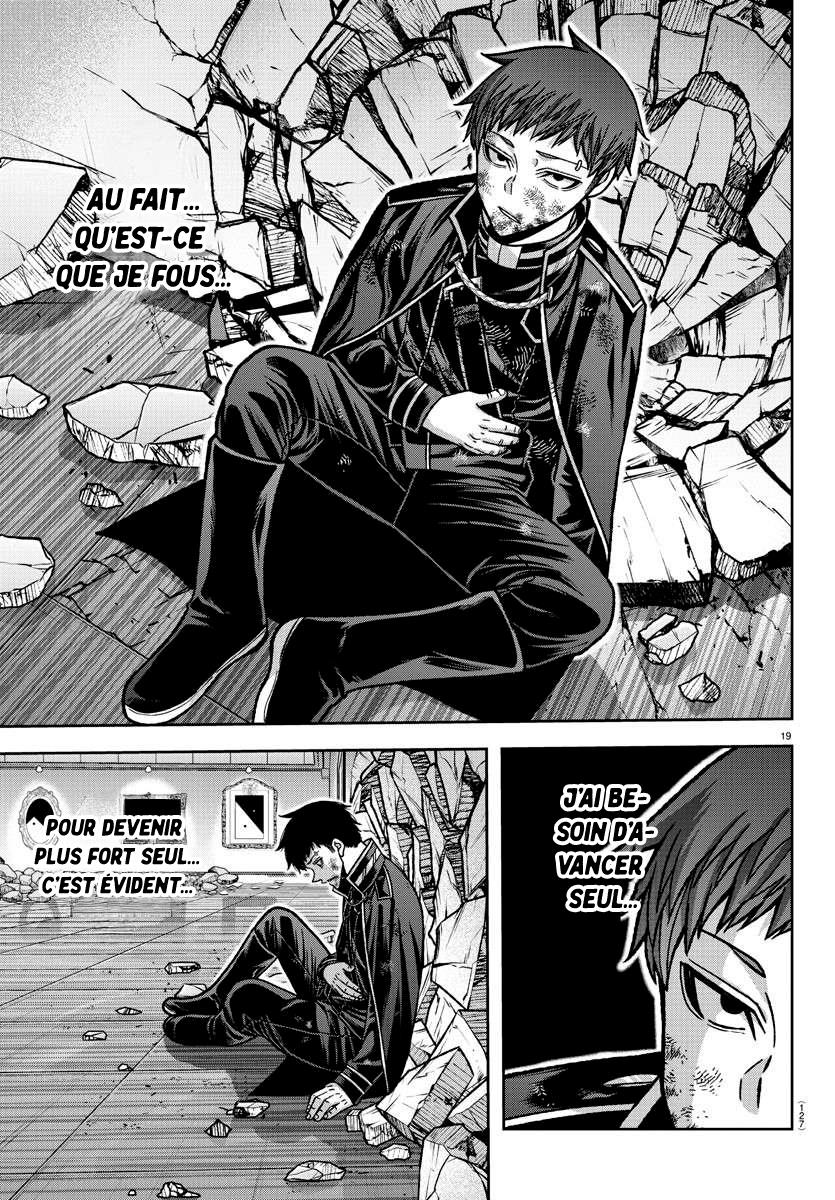 AU FAIT...
QU'EST-CE
QUE JE FOUS...
19
J'AI BE-
SOIN D'A-
VANCER
SEUL...
POUR DEVENIR
PLUS FORT SEUL...
C'EST ÉVIDENT...
(127)